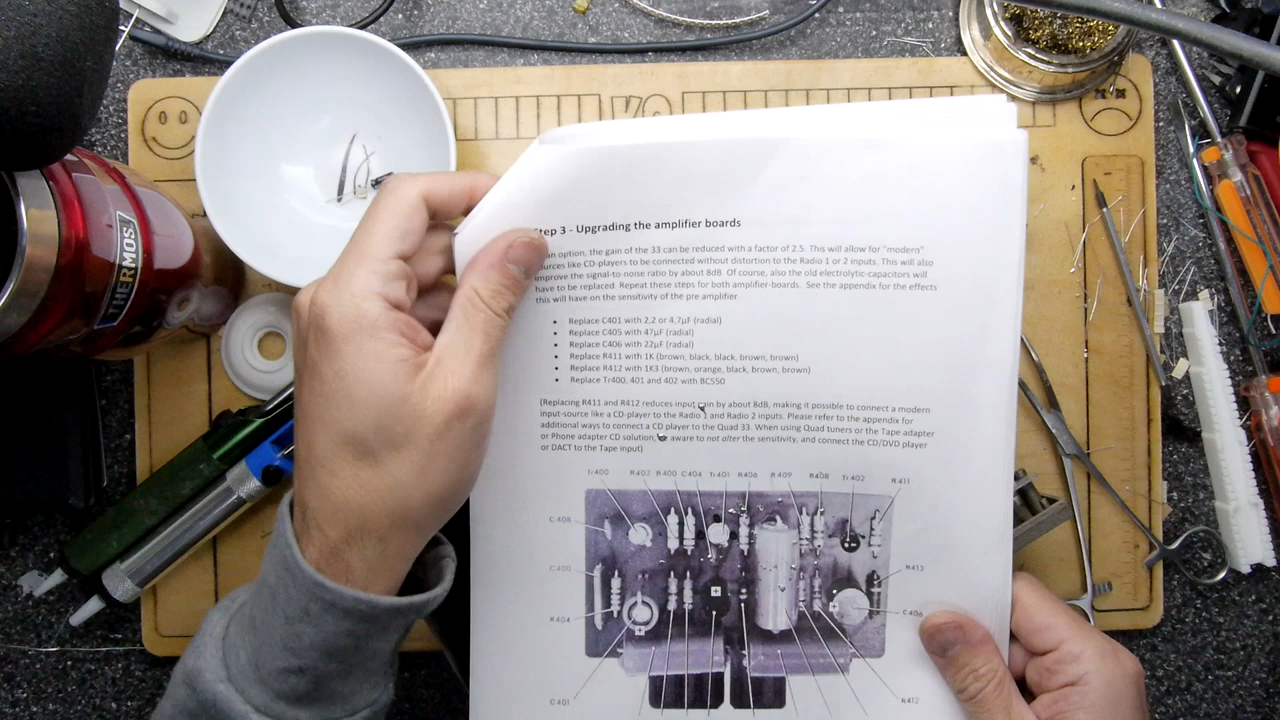 THERMOS
Step 3 - Upgrading the amplifier boards
an option, the gain of the 33 can be reduced with a factor of 2.5. This will allow for "modern"
sources like CD-players to be connected without distortion to the Radio 1 or 2 inputs. This will also
improve the signal-to-noise ratio by about 8dB. Of course, also the old electrolytic-capacitors will
have to be replaced. Repeat these steps for both amplifier-boards. See the appendix for the effects
this will have on the sensitivity of the pre amplifier.
• Replace C401 with 2,2 or 4,7µF (radial)
• Replace C405 with 47µF (radial)
• Replace C406 with 22µF (radial)
• Replace R411 with 1K (brown, black, black, brown, brown)
• Replace R412 with 1K3 (brown, orange, black, brown, brown)
• Replace Tr400, 401 and 402 with BC550
(Replacing R411 and R412 reduces input gain by about 8dB, making it possible to connect a modern
input-source like a CD-player to the Radio 1 and Radio 2 inputs. Please refer to the appendix for
additional ways to connect a CD player to the Quad 33. When using Quad tuners or the Tape adapter
or Phone adapter CD solution, be aware to not alter the sensitivity, and connect the CD/DVD player
or DACT to the Tape input)
Tr400 R402 R400 C404 Tr401 R406 R409 R408 Tr402 R411
C408
C400 R413
R404 C406
C401 R412